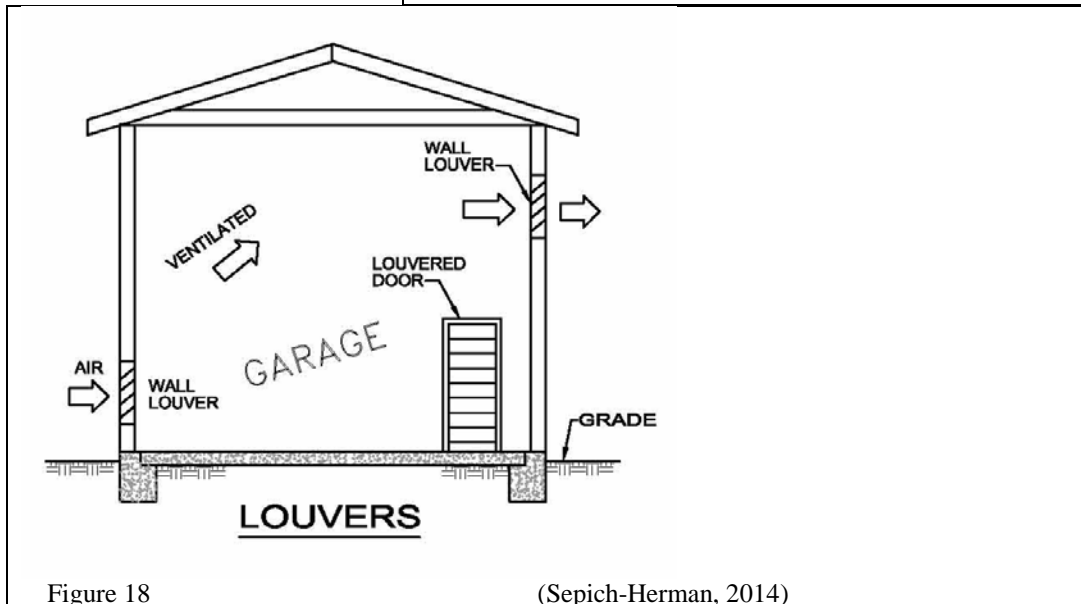 WALL
LOUVER
VENTILATED
LOUVERED
DOOR
GARAGE
AIR
WALL
LOUVER
GRADE
LOUVERS
Figure 18 (Sepich-Herman, 2014)